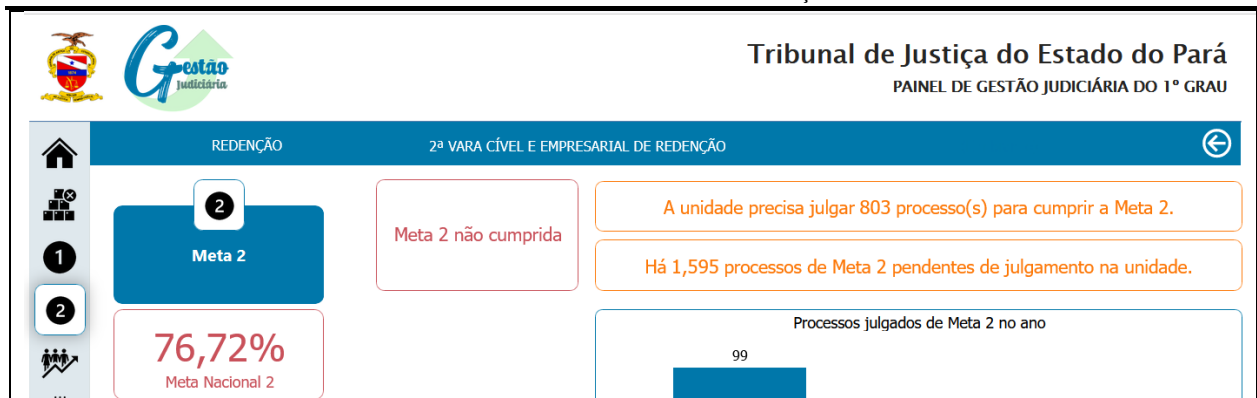 Gestão
Judiciária
Tribunal de Justiça do Estado do Pará
PAINEL DE GESTÃO JUDICIÁRIA DO 1º GRAU
REDENÇÃO
2ª VARA CÍVEL E EMPRESARIAL DE REDENÇÃO
2
Meta 2
Meta 2 não cumprida
A unidade precisa julgar 803 processo(s) para cumprir a Meta 2.
Há 1,595 processos de Meta 2 pendentes de julgamento na unidade.
1
2
76,72%
Meta Nacional 2
Processos julgados de Meta 2 no ano
99